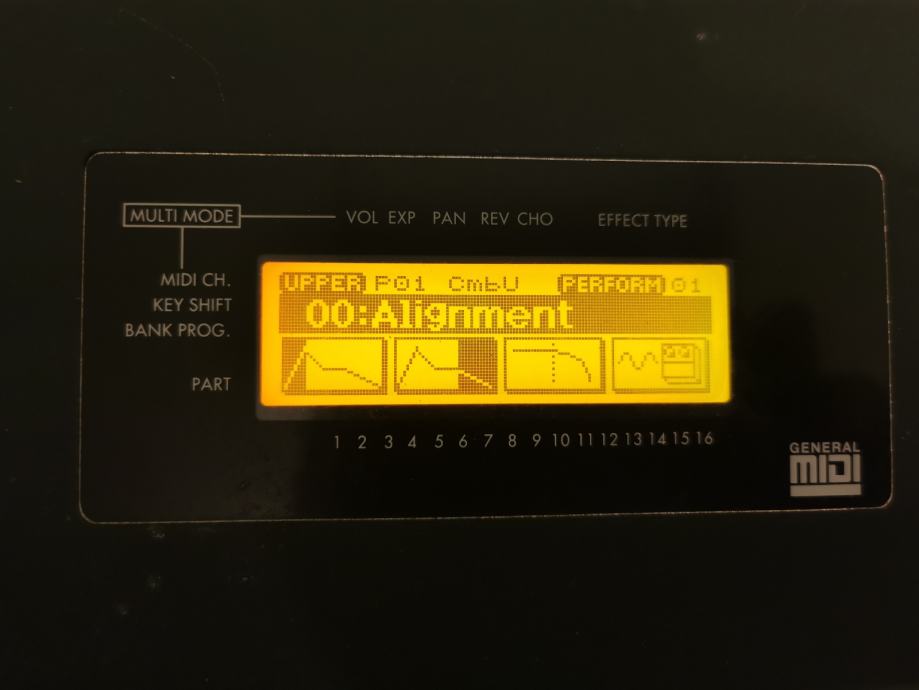 MULTI MODE VOL EXP PAN REV CHO EFFECT TYPE
MIDI CH.
KEY SHIFT
BANK PROG.
PART
UPPER P01 CmbU PERFORM 01
00:Alignment
1 2 3 4 5 6 7 8 9 10 11 12 13 14 15 16
GENERAL
MIDI